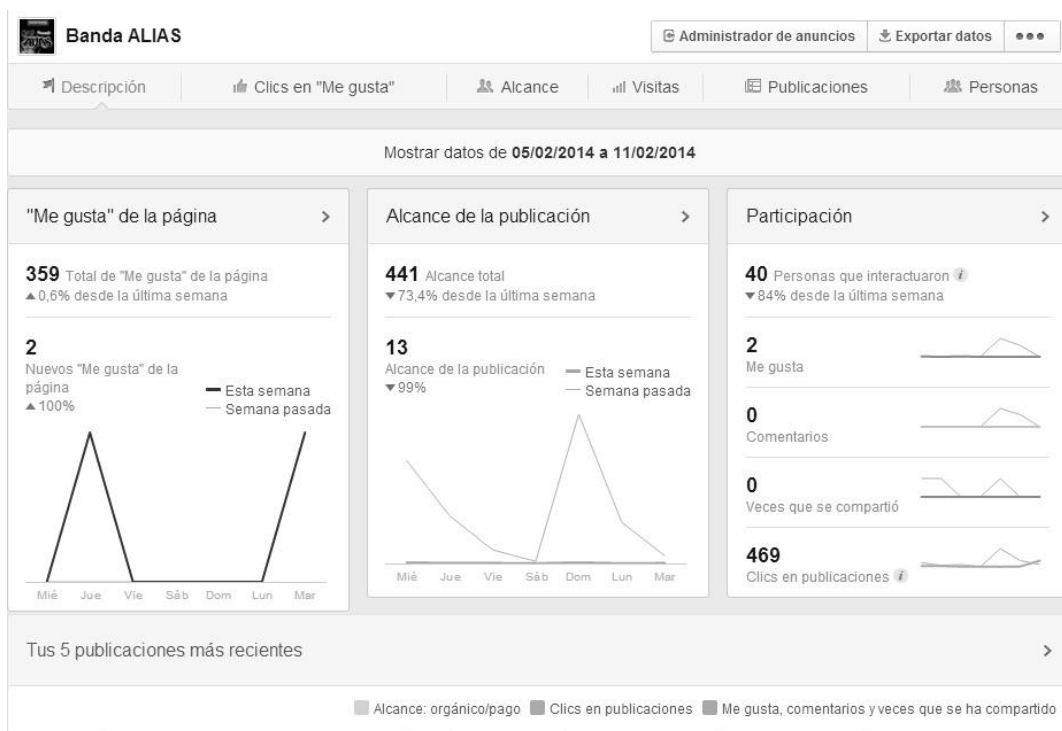 Banda ALIAS
Administrador de anuncios
Exportar datos
Descripción
Clics en "Me gusta"
Alcance
Visitas
Publicaciones
Personas
Mostrar datos de 05/02/2014 a 11/02/2014
"Me gusta" de la página
359 Total de "Me gusta" de la página
▲0,6% desde la última semana
2
Nuevos "Me gusta" de la
página
▲100%
Esta semana
Semana pasada
Mié Jue Vie Sáb Dom Lun Mar
Alcance de la publicación
441 Alcance total
▼73,4% desde la última semana
13
Alcance de la publicación
▼99%
Esta semana
Semana pasada
Mié Jue Vie Sáb Dom Lun Mar
Participación
40 Personas que interactuaron
▼84% desde la última semana
2
Me gusta
0
Comentarios
0
Veces que se compartió
469
Clics en publicaciones
Tus 5 publicaciones más recientes
Alcance: orgánico/pago Clics en publicaciones Me gusta, comentarios y veces que se ha compartido